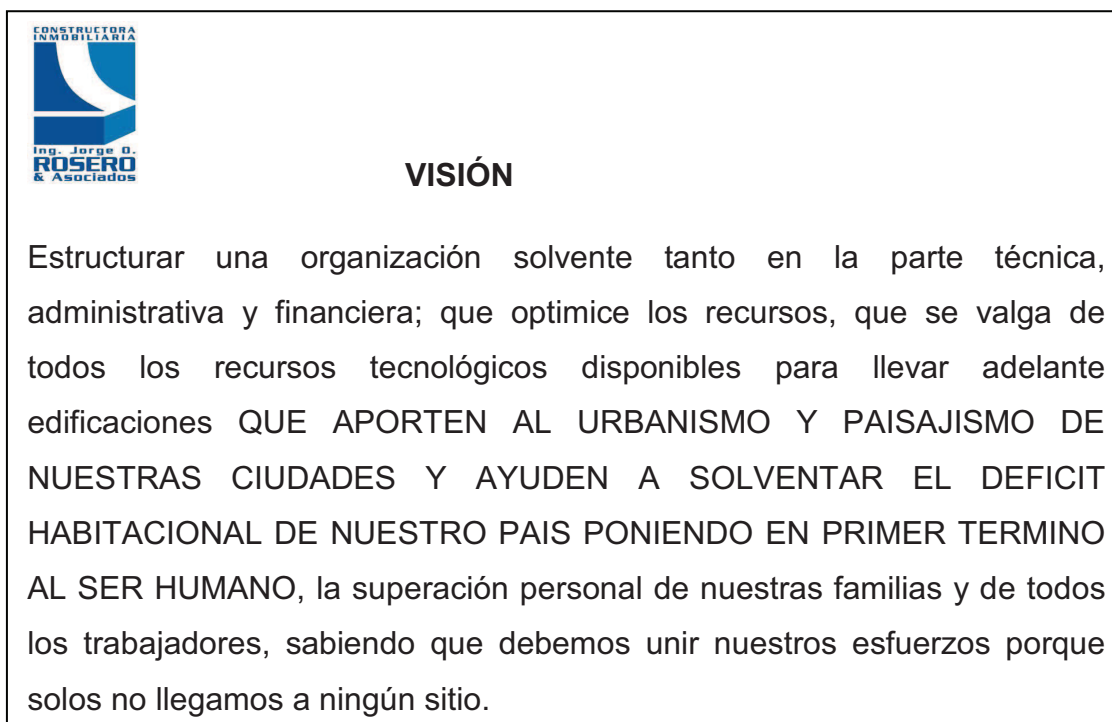 CONSTRUCTORA
INMOBILIARIA
Ing. Jorge O.
ROSERO
& Asociados
VISIÓN
Estructurar una organización solvente tanto en la parte técnica,
administrativa y financiera; que optimice los recursos, que se valga de
todos los recursos tecnológicos disponibles para llevar adelante
edificaciones QUE APORTEN AL URBANISMO Y PAISAJISMO DE
NUESTRAS CIUDADES Y AYUDEN A SOLVENTAR EL DEFICIT
HABITACIONAL DE NUESTRO PAIS PONIENDO EN PRIMER TERMINO
AL SER HUMANO, la superación personal de nuestras familias y de todos
los trabajadores, sabiendo que debemos unir nuestros esfuerzos porque
solos no llegamos a ningún sitio.